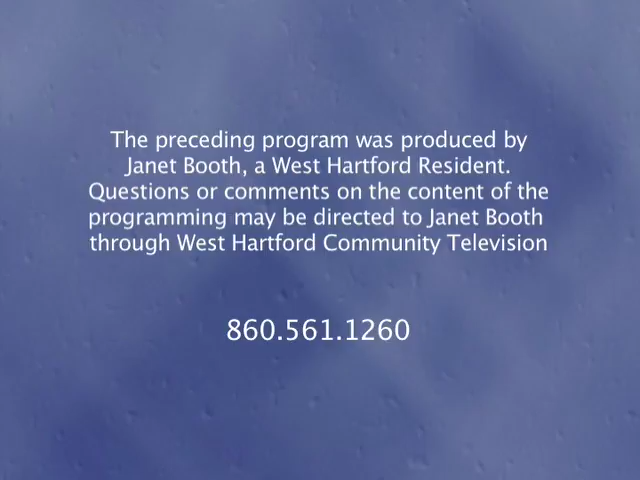 The preceding program was produced by
Janet Booth, a West Hartford Resident.
Questions or comments on the content of the
programming may be directed to Janet Booth
through West Hartford Community Television
860.561.1260